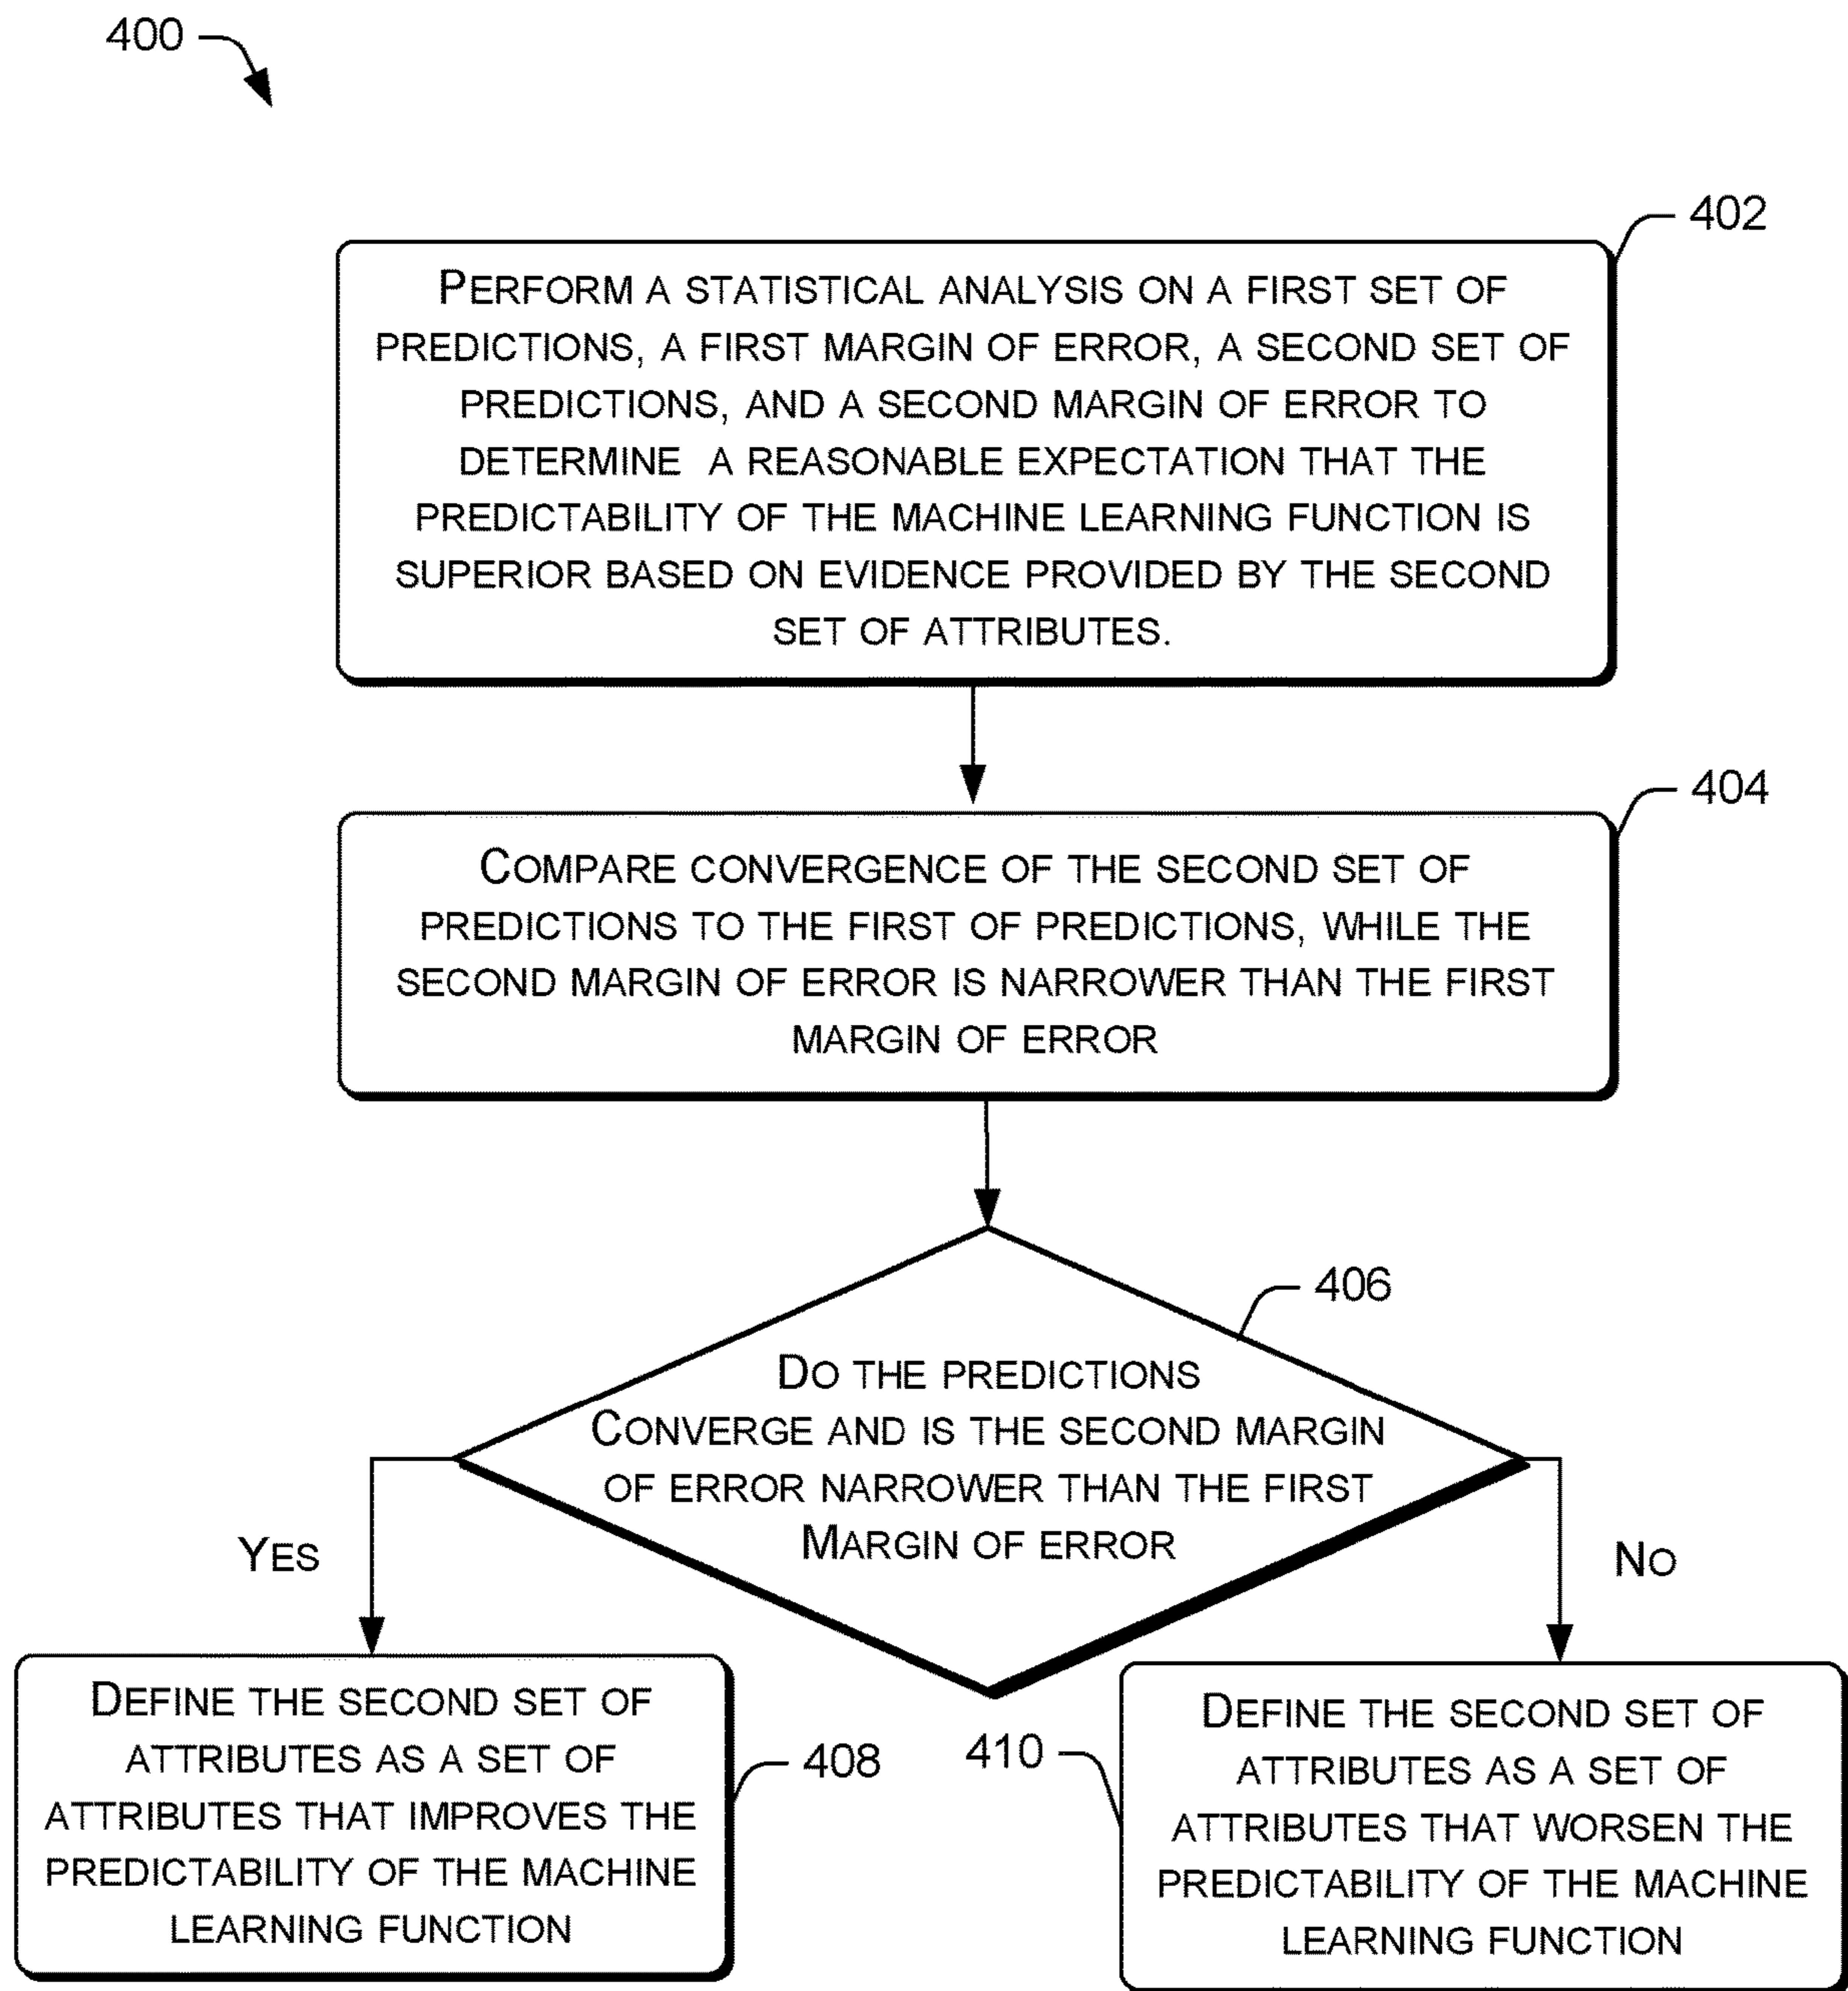 400
402
PERFORM A STATISTICAL ANALYSIS ON A FIRST SET OF
PREDICTIONS, A FIRST MARGIN OF ERROR, A SECOND SET OF
PREDICTIONS, AND A SECOND MARGIN OF ERROR TO
DETERMINE A REASONABLE EXPECTATION THAT THE
PREDICTABILITY OF THE MACHINE LEARNING FUNCTION IS
SUPERIOR BASED ON EVIDENCE PROVIDED BY THE SECOND
SET OF ATTRIBUTES.
404
COMPARE CONVERGENCE OF THE SECOND SET OF
PREDICTIONS TO THE FIRST OF PREDICTIONS, WHILE THE
SECOND MARGIN OF ERROR IS NARROWER THAN THE FIRST
MARGIN OF ERROR
406
DO THE PREDICTIONS
CONVERGE AND IS THE SECOND MARGIN
OF ERROR NARROWER THAN THE FIRST
MARGIN OF ERROR
YES
NO
DEFINE THE SECOND SET OF
ATTRIBUTES AS A SET OF
ATTRIBUTES THAT IMPROVES THE
PREDICTABILITY OF THE MACHINE
LEARNING FUNCTION
408
410
DEFINE THE SECOND SET OF
ATTRIBUTES AS A SET OF
ATTRIBUTES THAT WORSEN THE
PREDICTABILITY OF THE MACHINE
LEARNING FUNCTION